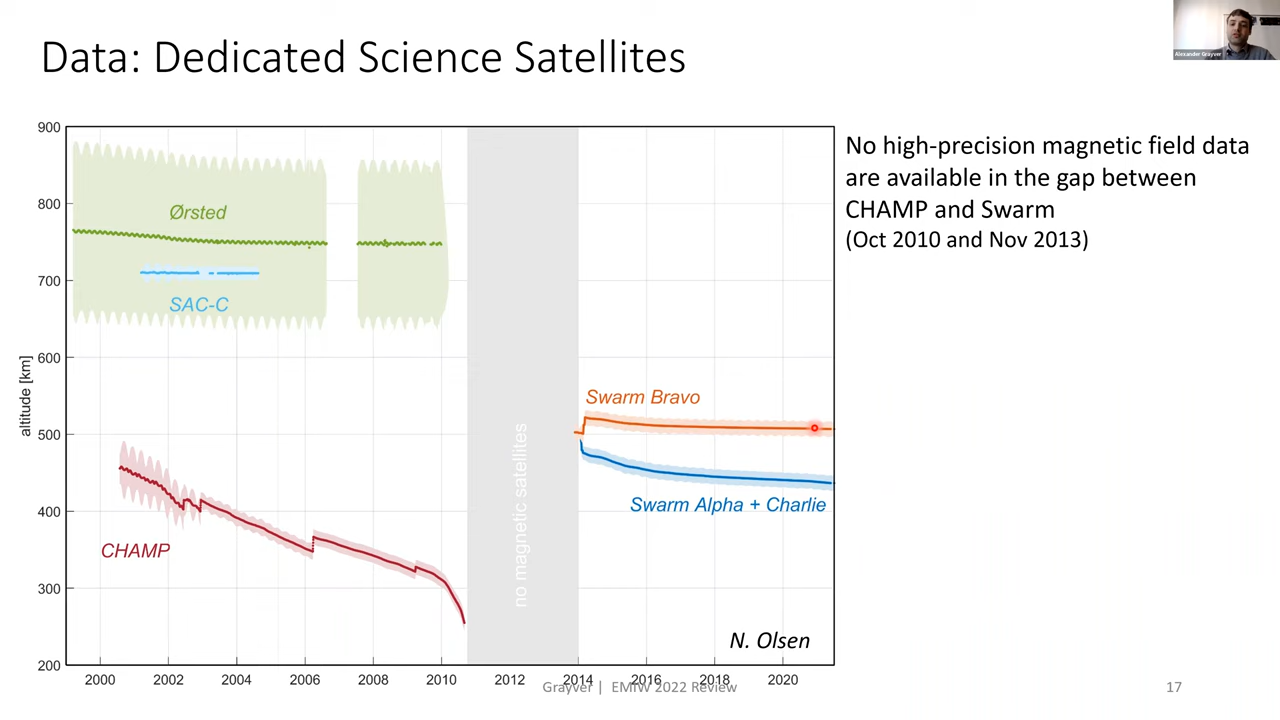 Data: Dedicated Science Satellites
Alexander Grayver
900
800
700
600
500
400
300
200
altitude [km]
Ørsted
SAC-C
CHAMP
no magnetic satellites
Swarm Bravo
Swarm Alpha + Charlie
N. Olsen
2000 2002 2004 2006 2008 2010 2012 2014 2016 2018 2020
No high-precision magnetic field data
are available in the gap between
CHAMP and Swarm
(Oct 2010 and Nov 2013)
Grayver | EMIW 2022 Review
17